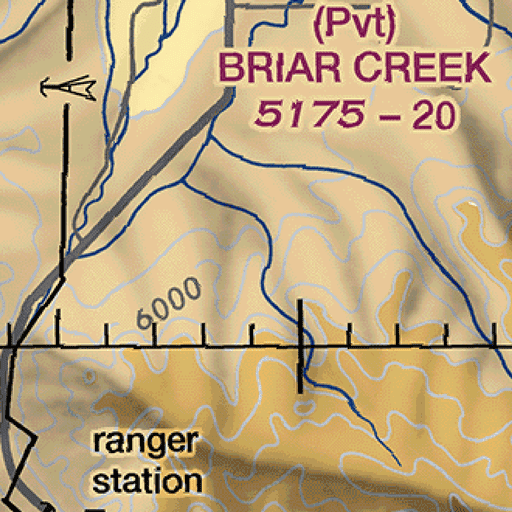 (Pvt)
BRIAR CREEK
5175 – 20
6000
ranger
station